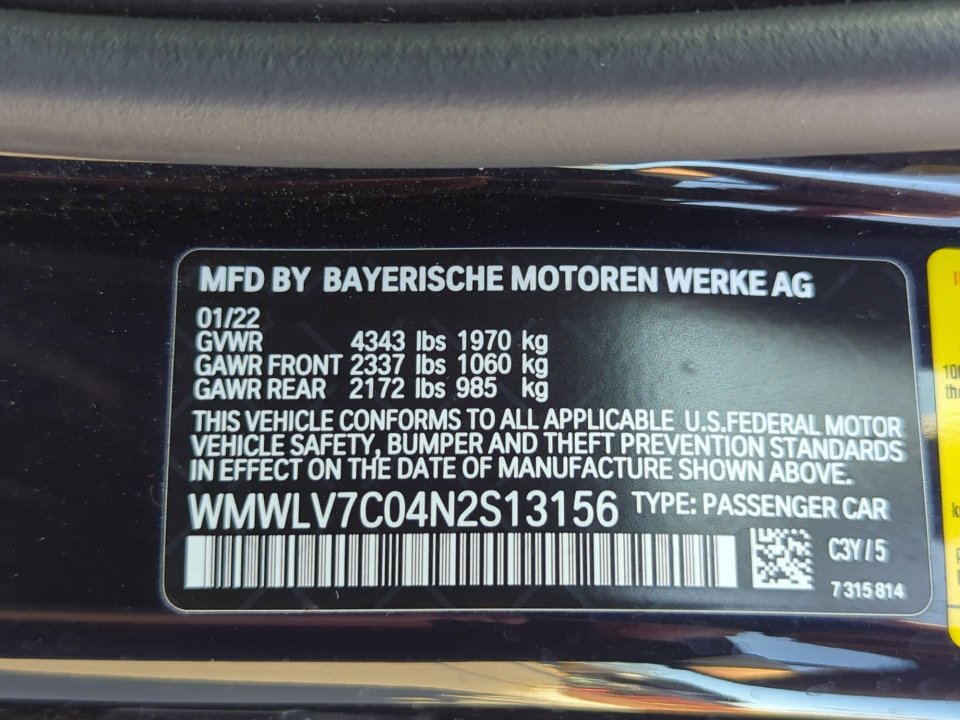 MFD BY BAYERISCHE MOTOREN WERKE AG
01/22
GVWR 4343 lbs 1970 kg
GAWR FRONT 2337 lbs 1060 kg
GAWR REAR 2172 lbs 985 kg
THIS VEHICLE CONFORMS TO ALL APPLICABLE U.S.FEDERAL MOTOR
VEHICLE SAFETY, BUMPER AND THEFT PREVENTION STANDARDS
IN EFFECT ON THE DATE OF MANUFACTURE SHOWN ABOVE.
WMWLV7C04N2S13156 TYPE: PASSENGER CAR
C3Y/5
7 315 814